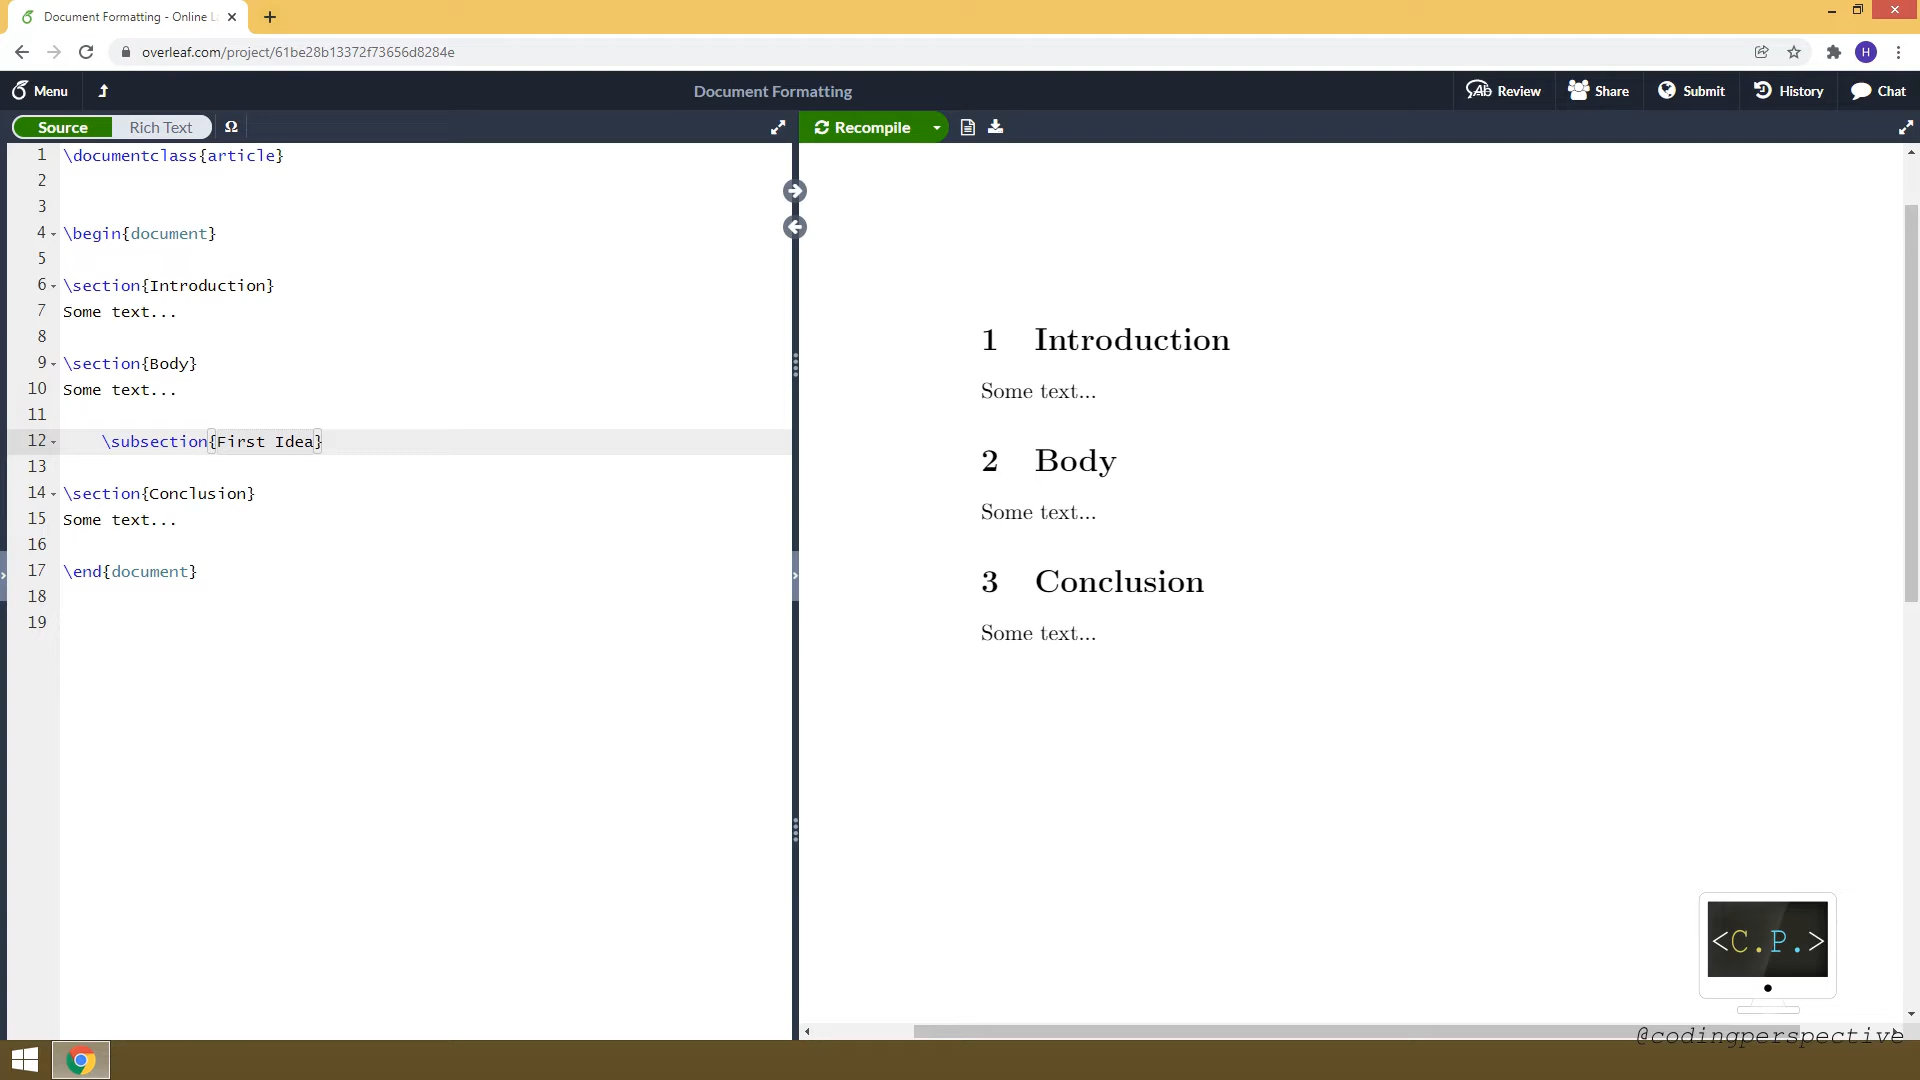 Document Formatting - Online L
overleaf.com/project/61be28b13372f73656d8284e
H
Menu
Document Formatting
Review
Share
Submit
History
Chat
Source
Rich Text
Ω
Recompile
1 \documentclass{article}
2
3
4 \begin{document}
5
6 \section{Introduction}
7 Some text...
8
9 \section{Body}
10 Some text...
11
12 \subsection{First Idea}
13
14 \section{Conclusion}
15 Some text...
16
17 \end{document}
18
19
1 Introduction
Some text...
2 Body
Some text...
3 Conclusion
Some text...
<C.P.>
@codingperspective